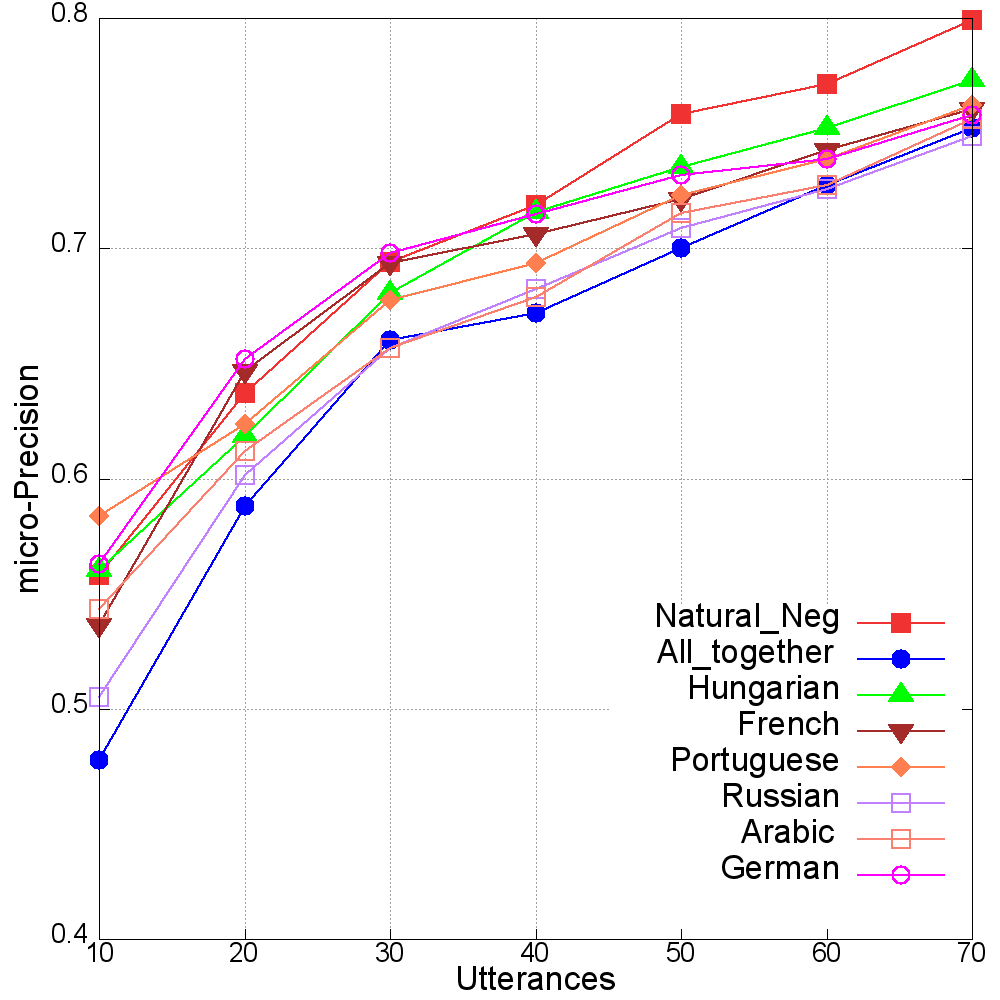 0.8
0.7
0.6
0.5
0.4
micro-Precision
Natural_Neg
All_together
Hungarian
French
Portuguese
Russian
Arabic
German
10 20 30 40 50 60 70
Utterances